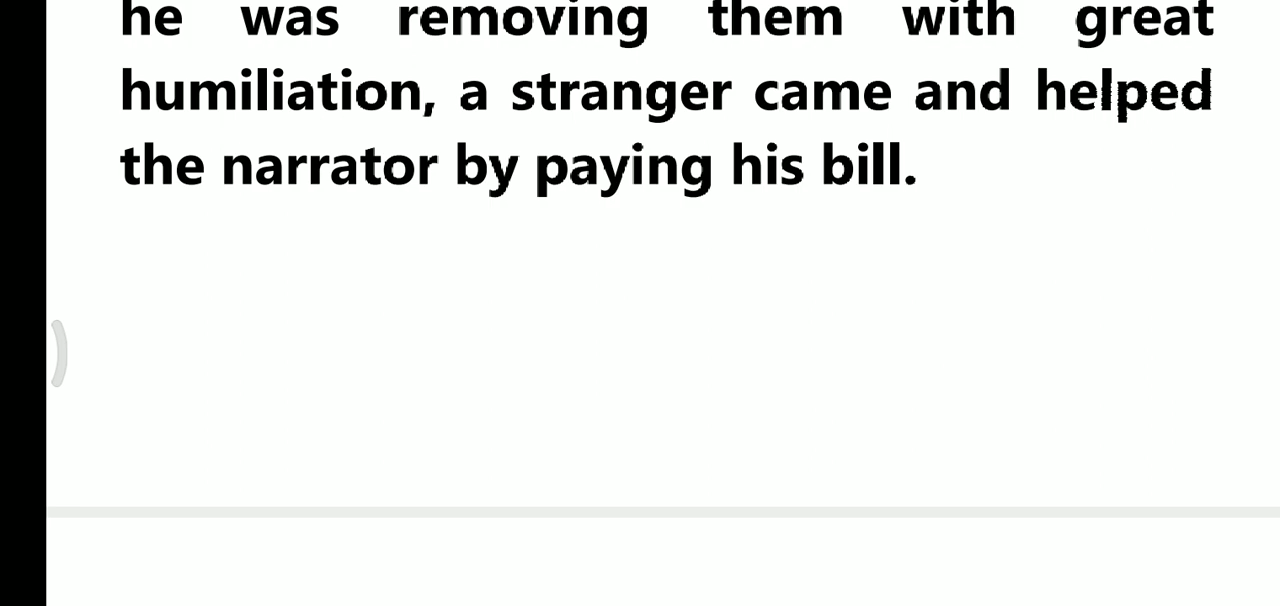 he was removing them with great
humiliation, a stranger came and helped
the narrator by paying his bill.